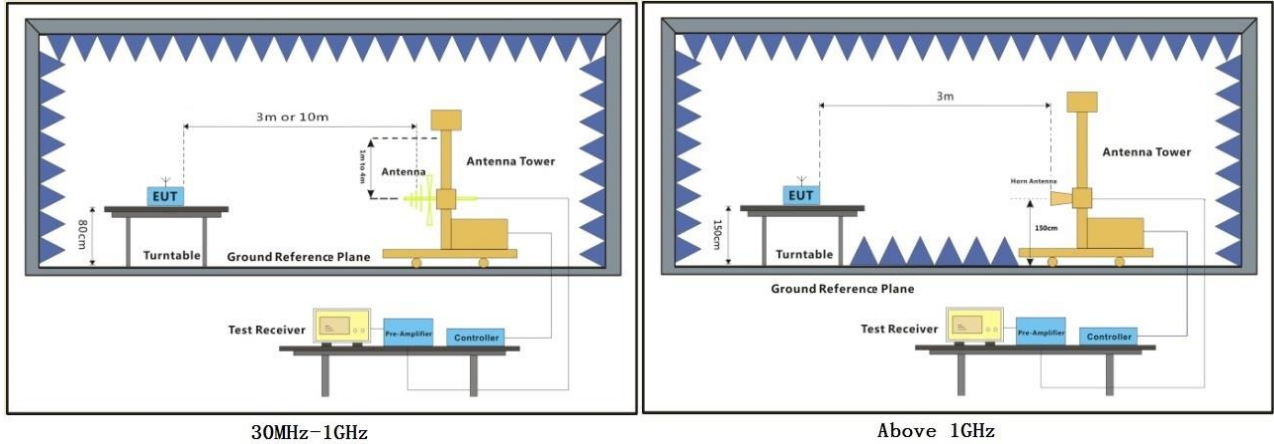 3m or 10m
1m to 4m
Antenna
Antenna Tower
EUT
80cm
Turntable
Ground Reference Plane
Test Receiver
Pre-Amplifier
Controller
30MHz-1GHz
3m
Antenna Tower
Horn Antenna
EUT
150cm
150cm
Turntable
Ground Reference Plane
Test Receiver
Pre-Amplifier
Controller
Above 1GHz